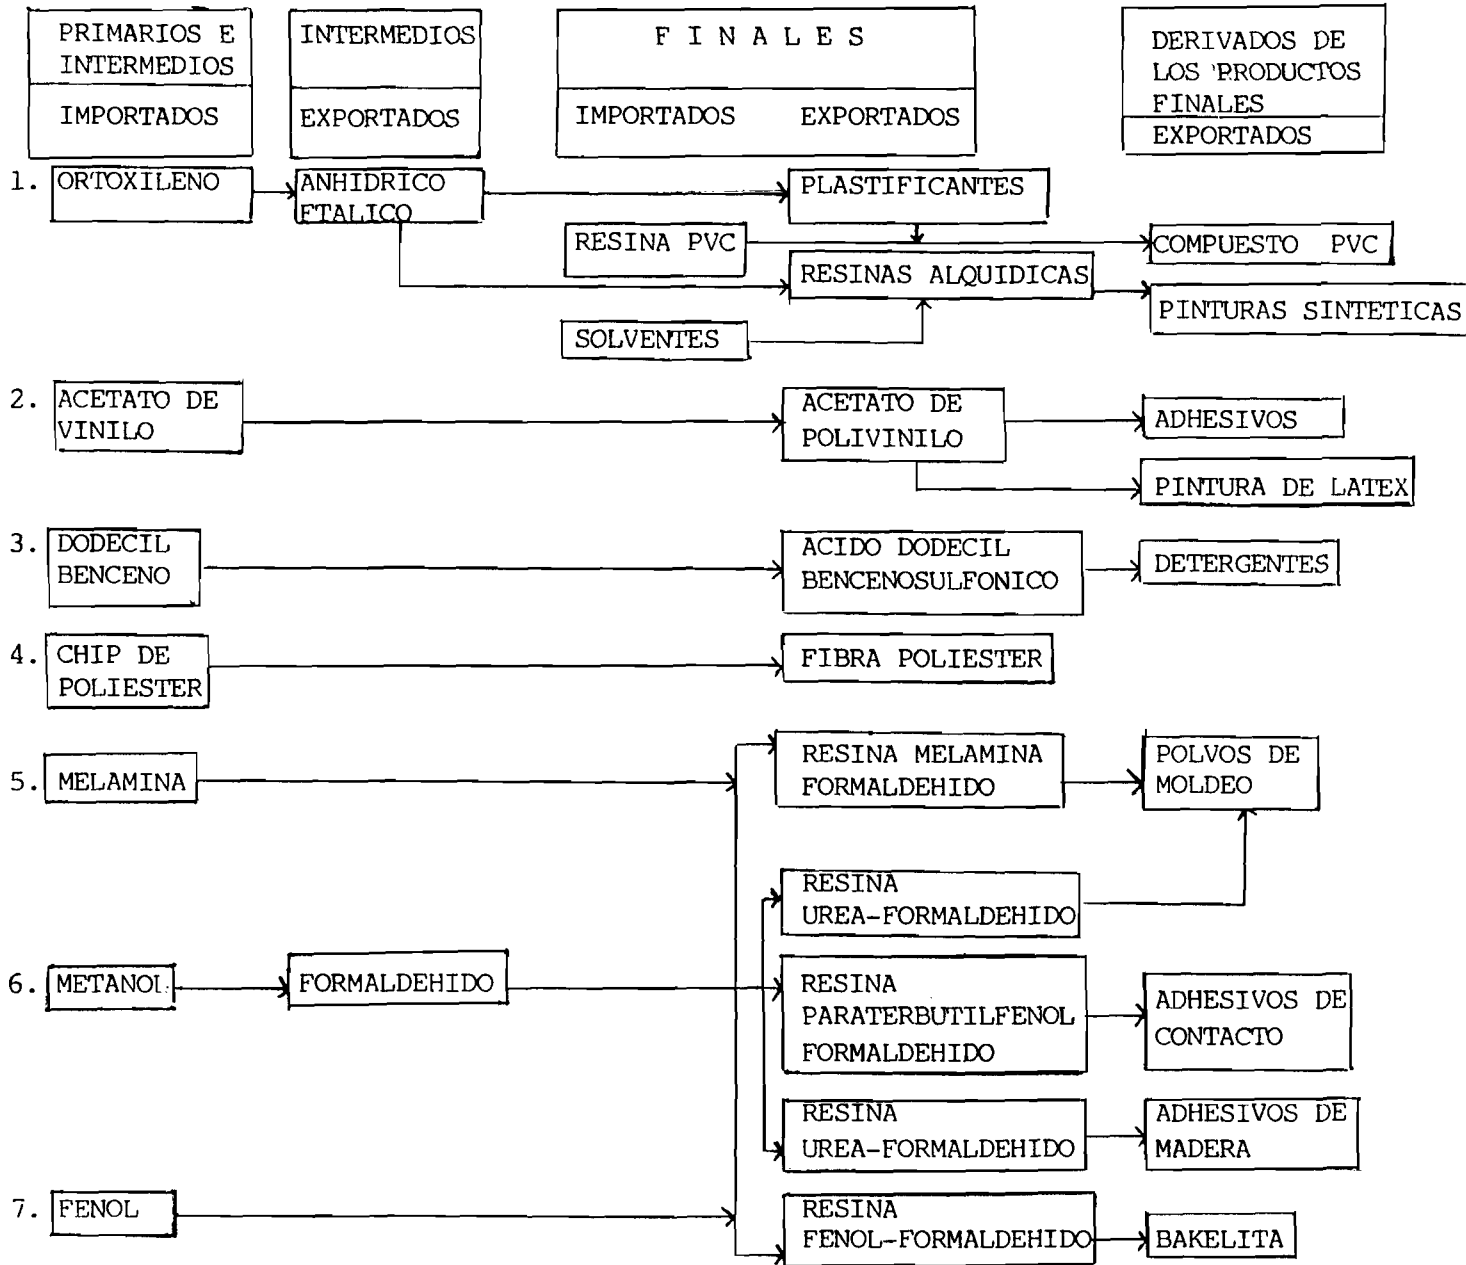 PRIMARIOS E
INTERMEDIOS
IMPORTADOS
INTERMEDIOS
EXPORTADOS
F I N A L E S
IMPORTADOS EXPORTADOS
DERIVADOS DE
LOS PRODUCTOS
FINALES
EXPORTADOS
1. ORTOXILENO
ANHIDRICO
FTALICO
PLASTIFICANTES
RESINA PVC
COMPUESTO PVC
RESINAS ALQUIDICAS
PINTURAS SINTETICAS
SOLVENTES
2. ACETATO DE
VINILO
ACETATO DE
POLIVINILO
ADHESIVOS
PINTURA DE LATEX
3. DODECIL
BENCENO
ACIDO DODECIL
BENCENOSULFONICO
DETERGENTES
4. CHIP DE
POLIESTER
FIBRA POLIESTER
5. MELAMINA
RESINA MELAMINA
FORMALDEHIDO
POLVOS DE
MOLDEO
RESINA
UREA-FORMALDEHIDO
6. METANOL
FORMALDEHIDO
RESINA
PARATERBUTILFENOL
FORMALDEHIDO
ADHESIVOS DE
CONTACTO
RESINA
UREA-FORMALDEHIDO
ADHESIVOS DE
MADERA
7. FENOL
RESINA
FENOL-FORMALDEHIDO
BAKELITA